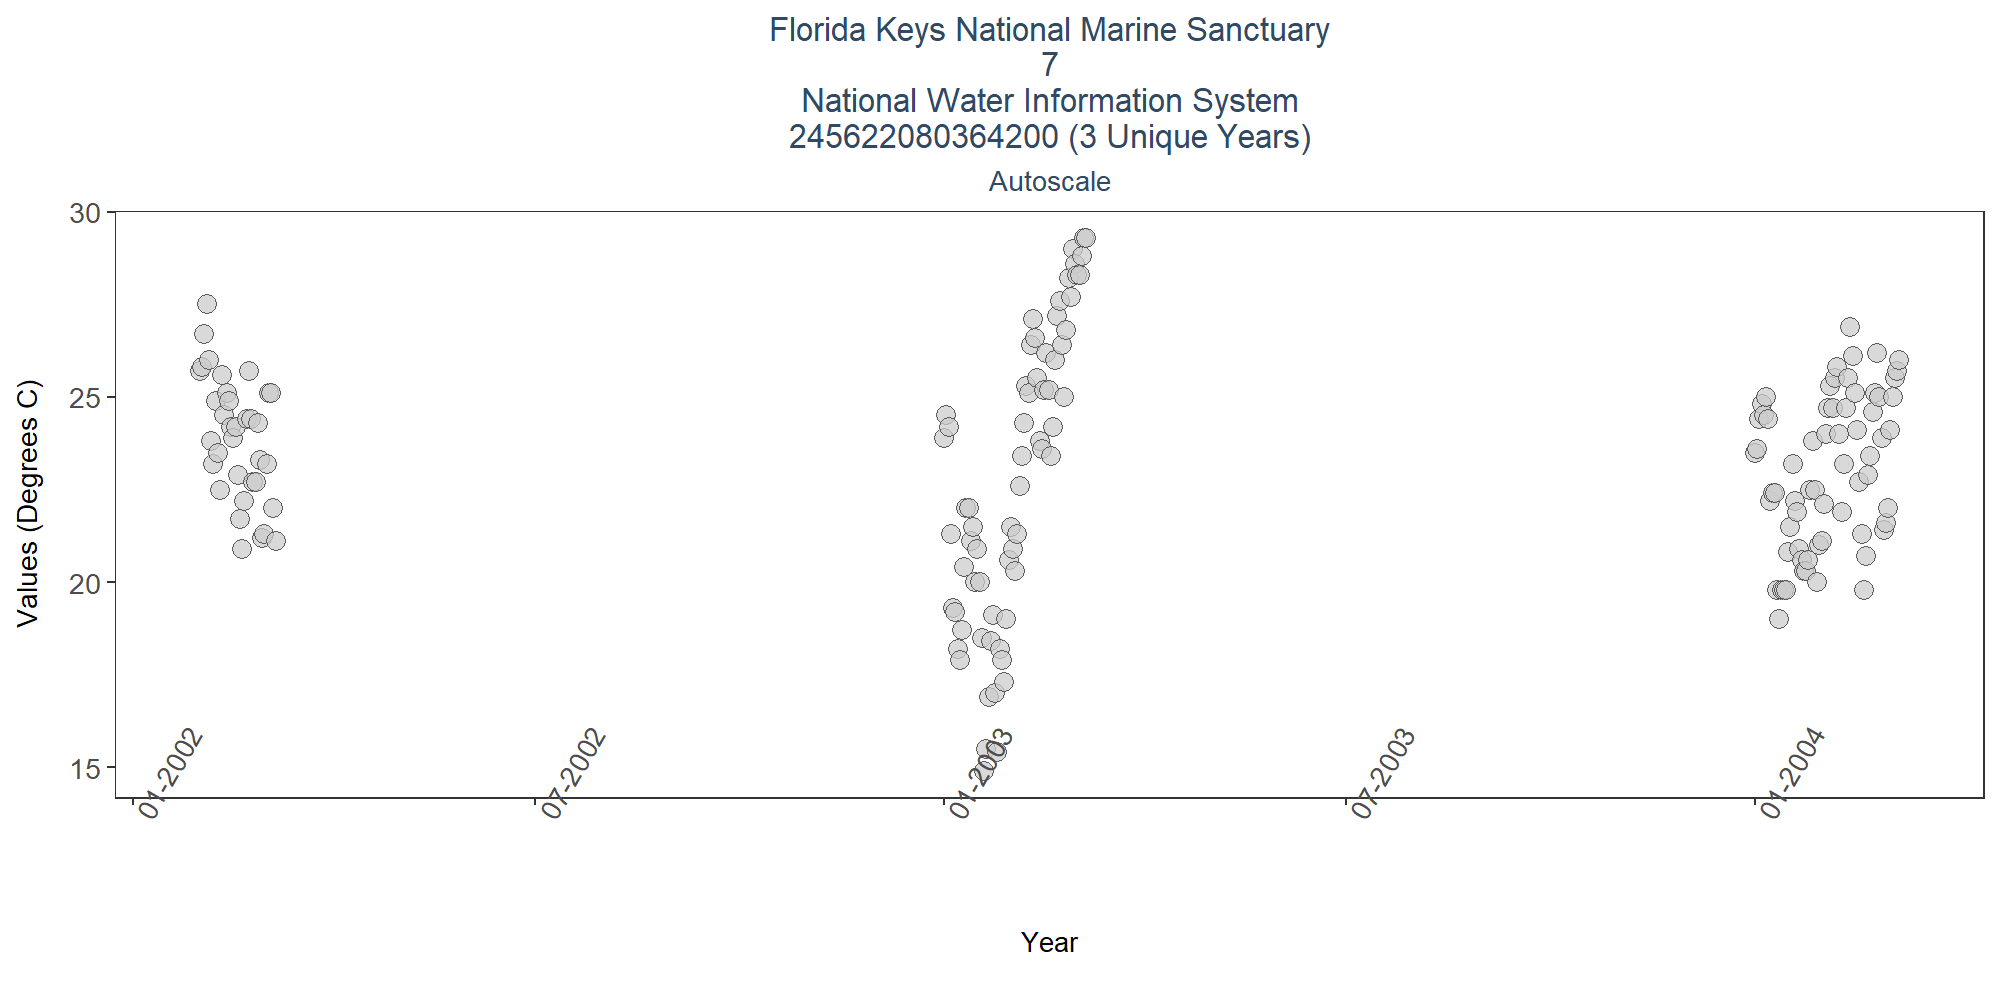 Florida Keys National Marine Sanctuary
7
National Water Information System
245622080364200 (3 Unique Years)
Autoscale
Values (Degrees C)
30
25
20
15
01-2002
07-2002
01-2003
07-2003
01-2004
Year